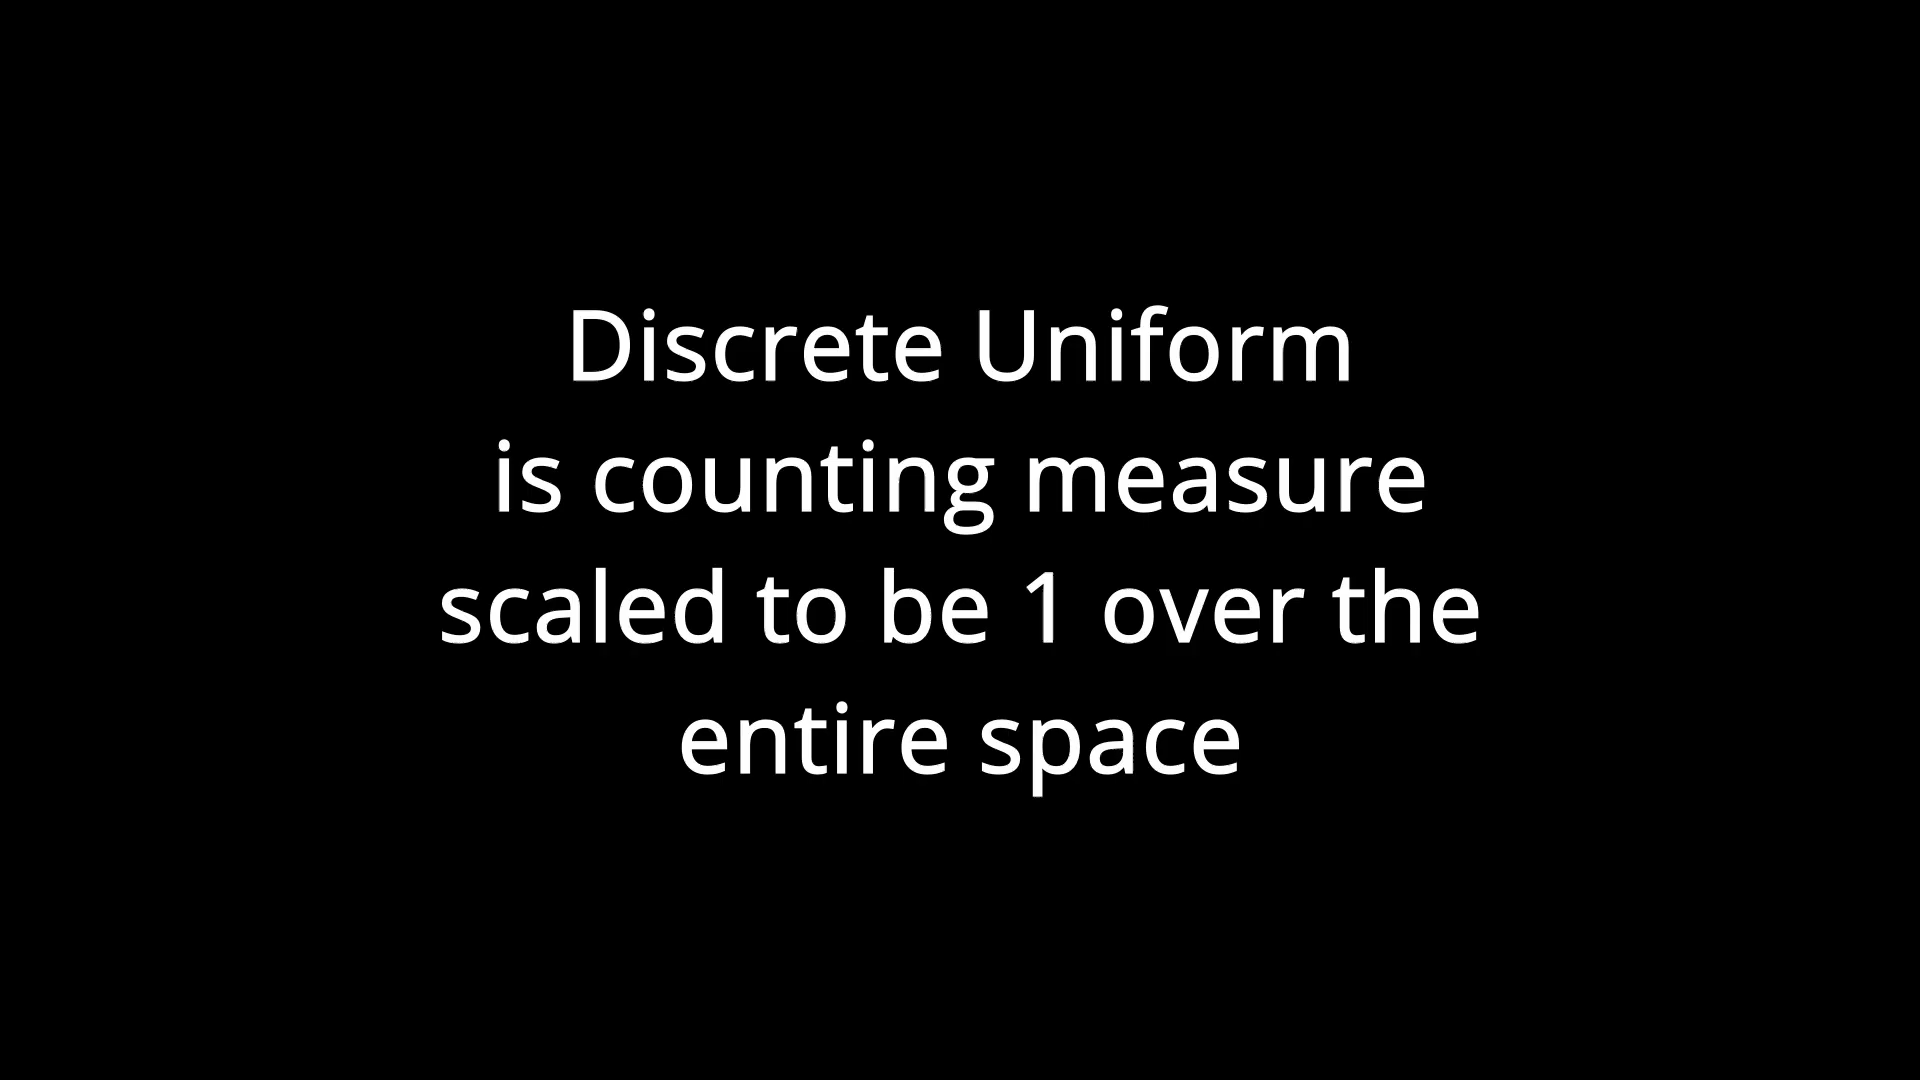 Discrete Uniform
is counting measure
scaled to be 1 over the
entire space